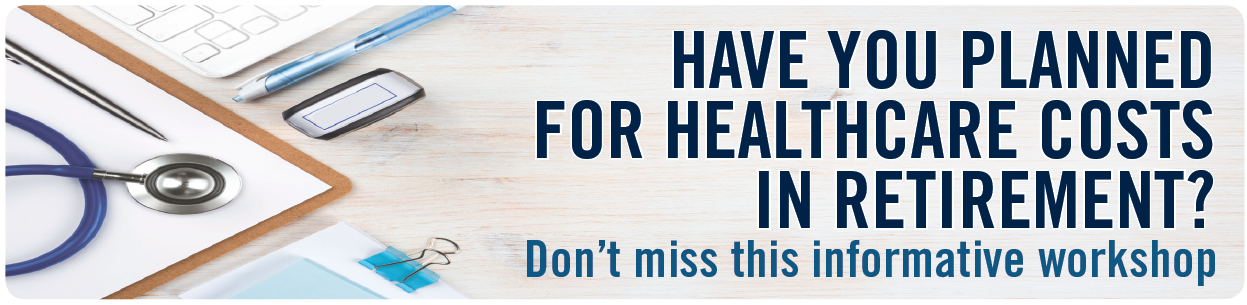 HAVE YOU PLANNED
FOR HEALTHCARE COSTS
IN RETIREMENT?
Don't miss this informative workshop